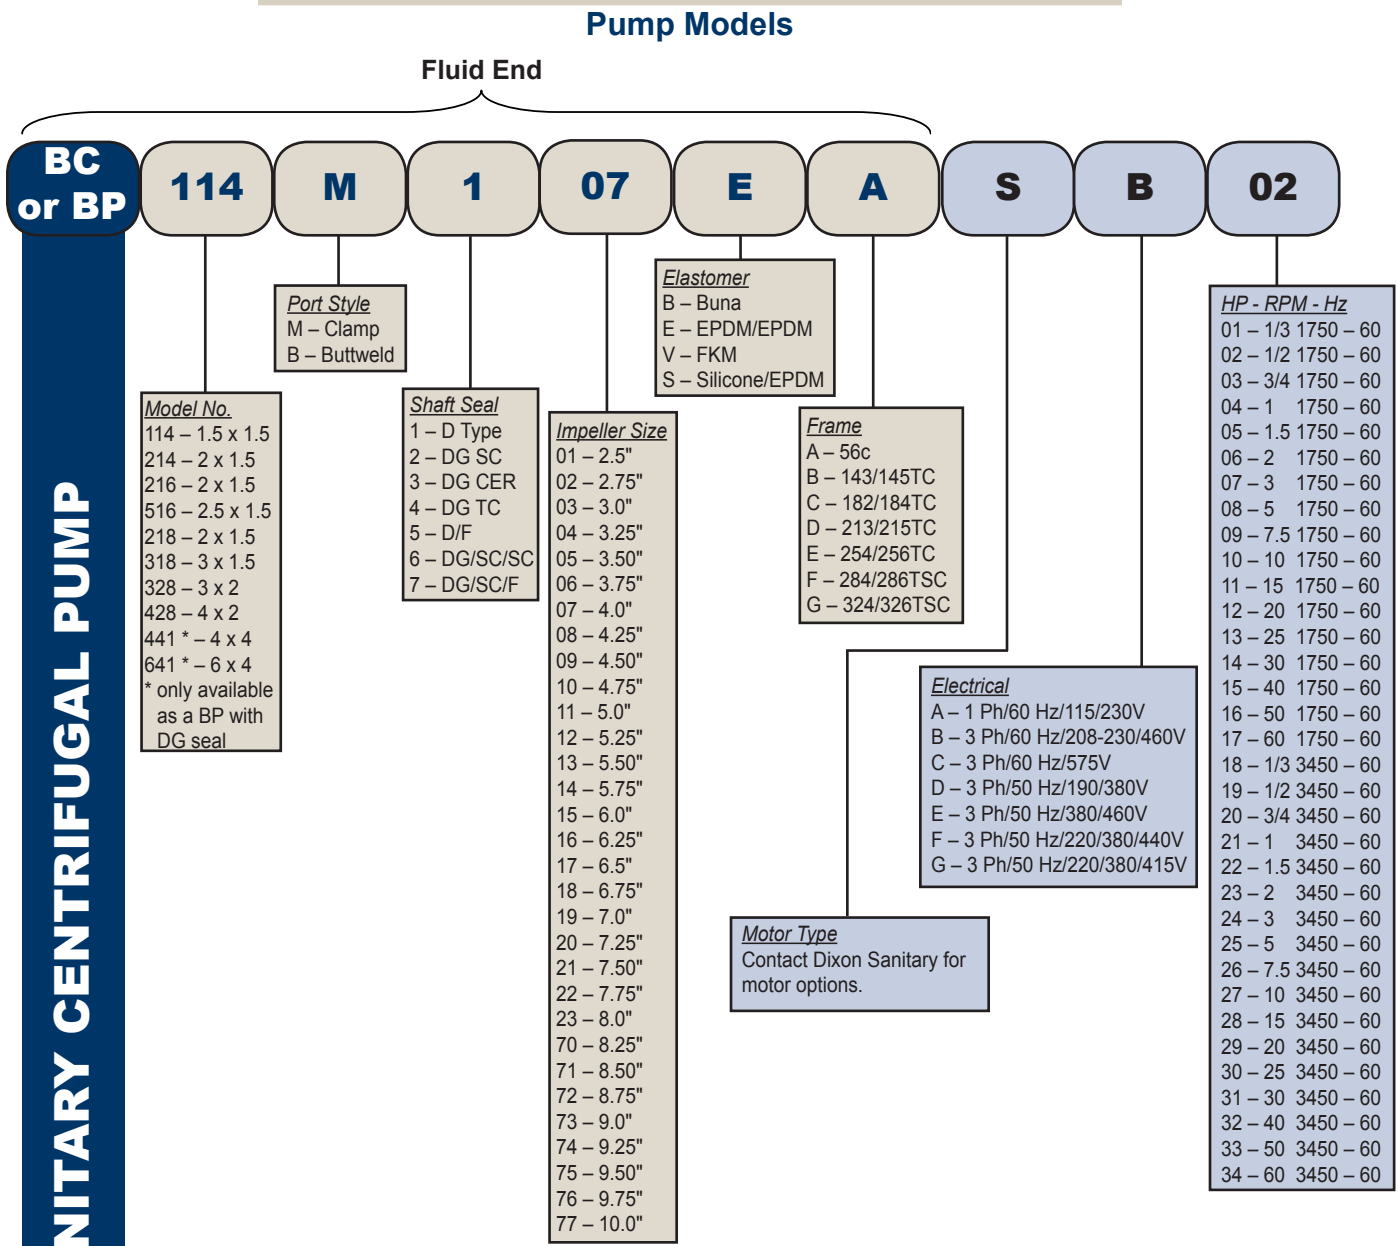 Pump Models
Fluid End
BC
or BP
114
M
1
07
E
A
S
B
02
NITARY CENTRIFUGAL PUMP
Model No.
114 – 1.5 x 1.5
214 – 2 x 1.5
216 – 2 x 1.5
516 – 2.5 x 1.5
218 – 2 x 1.5
318 – 3 x 1.5
328 – 3 x 2
428 – 4 x 2
441 * – 4 x 4
641 * – 6 x 4
* only available
as a BP with
DG seal
Port Style
M – Clamp
B – Buttweld
Shaft Seal
1 – D Type
2 – DG SC
3 – DG CER
4 – DG TC
5 – D/F
6 – DG/SC/SC
7 – DG/SC/F
Impeller Size
01 – 2.5"
02 – 2.75"
03 – 3.0"
04 – 3.25"
05 – 3.50"
06 – 3.75"
07 – 4.0"
08 – 4.25"
09 – 4.50"
10 – 4.75"
11 – 5.0"
12 – 5.25"
13 – 5.50"
14 – 5.75"
15 – 6.0"
16 – 6.25"
17 – 6.5"
18 – 6.75"
19 – 7.0"
20 – 7.25"
21 – 7.50"
22 – 7.75"
23 – 8.0"
70 – 8.25"
71 – 8.50"
72 – 8.75"
73 – 9.0"
74 – 9.25"
75 – 9.50"
76 – 9.75"
77 – 10.0"
Elastomer
B – Buna
E – EPDM/EPDM
V – FKM
S – Silicone/EPDM
Frame
A – 56c
B – 143/145TC
C – 182/184TC
D – 213/215TC
E – 254/256TC
F – 284/286TSC
G – 324/326TSC
Motor Type
Contact Dixon Sanitary for
motor options.
Electrical
A – 1 Ph/60 Hz/115/230V
B – 3 Ph/60 Hz/208-230/460V
C – 3 Ph/60 Hz/575V
D – 3 Ph/50 Hz/190/380V
E – 3 Ph/50 Hz/380/460V
F – 3 Ph/50 Hz/220/380/440V
G – 3 Ph/50 Hz/220/380/415V
HP - RPM - Hz
01 – 1/3 1750 – 60
02 – 1/2 1750 – 60
03 – 3/4 1750 – 60
04 – 1 1750 – 60
05 – 1.5 1750 – 60
06 – 2 1750 – 60
07 – 3 1750 – 60
08 – 5 1750 – 60
09 – 7.5 1750 – 60
10 – 10 1750 – 60
11 – 15 1750 – 60
12 – 20 1750 – 60
13 – 25 1750 – 60
14 – 30 1750 – 60
15 – 40 1750 – 60
16 – 50 1750 – 60
17 – 60 1750 – 60
18 – 1/3 3450 – 60
19 – 1/2 3450 – 60
20 – 3/4 3450 – 60
21 – 1 3450 – 60
22 – 1.5 3450 – 60
23 – 2 3450 – 60
24 – 3 3450 – 60
25 – 5 3450 – 60
26 – 7.5 3450 – 60
27 – 10 3450 – 60
28 – 15 3450 – 60
29 – 20 3450 – 60
30 – 25 3450 – 60
31 – 30 3450 – 60
32 – 40 3450 – 60
33 – 50 3450 – 60
34 – 60 3450 – 60